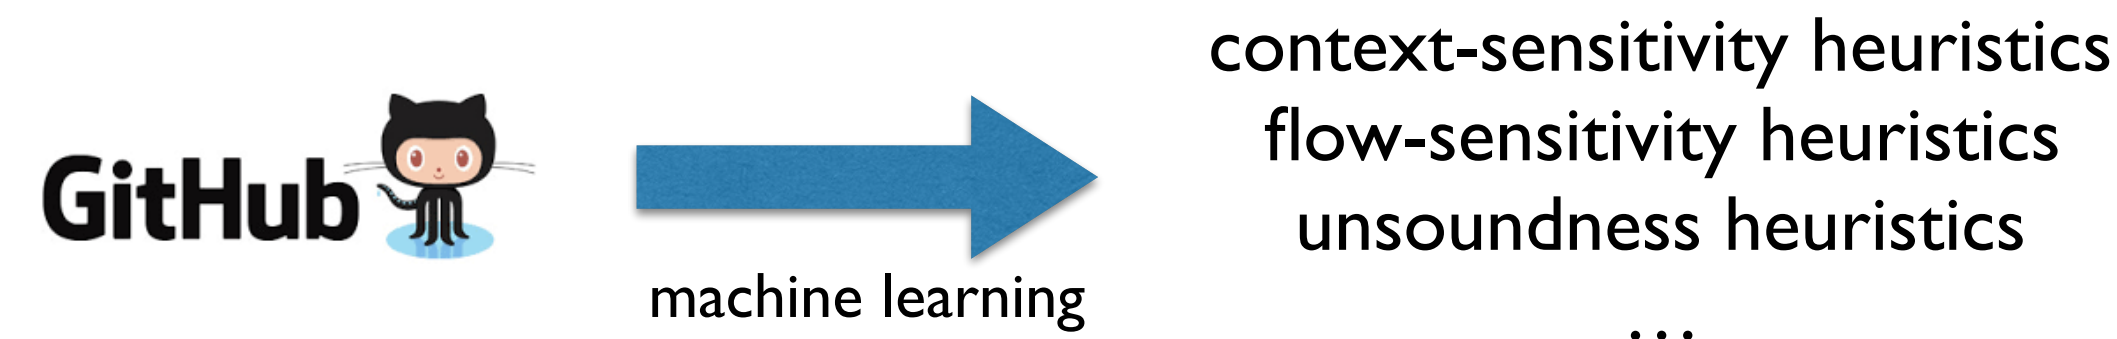 GitHub
machine learning
context-sensitivity heuristics
flow-sensitivity heuristics
unsoundness heuristics
...